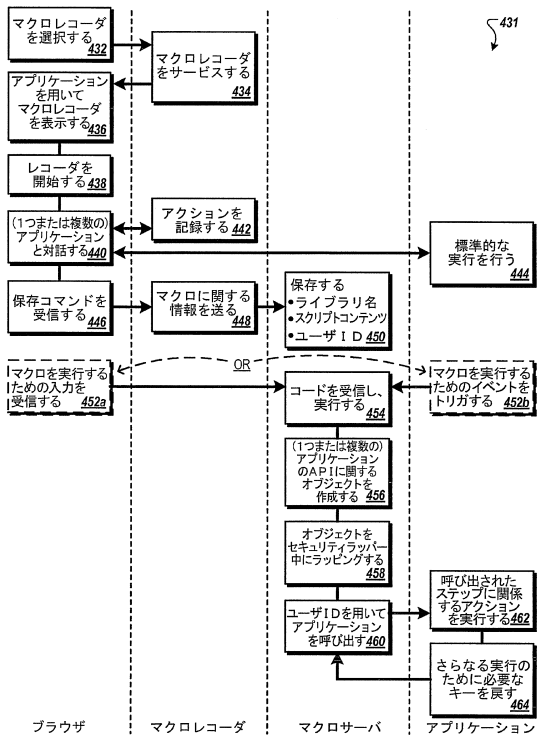 マクロレコーダ
を選択する 432
431
マクロレコーダ
をサービスする
434
アプリケーション
を用いて
マクロレコーダ
を表示する 436
レコーダを
開始する 438
(1つまたは複数の)
アプリケーション
と対話する 440
アクションを
記録する 442
標準的な
実行を行う
444
保存コマンドを
受信する 446
マクロに関する
情報を送る 448
保存する
●ライブラリ名
●スクリプトコンテンツ
●ユーザID 450
OR
マクロを実行する
ための入力を
受信する 452a
コードを受信し、
実行する 454
マクロを実行する
ためのイベントを
トリガする 452b
(1つまたは複数の)
アプリケーション
のAPIに関する
オブジェクトを
作成する 456
オブジェクトを
セキュリティラッパー
中にラッピングする
458
ユーザIDを用いて
アプリケーション
を呼び出す 460
呼び出された
ステップに関係
するアクション
を実行する 462
さらなる実行の
ために必要な
キーを戻す 464
ブラウザ
マクロレコーダ
マクロサーバ
アプリケーション